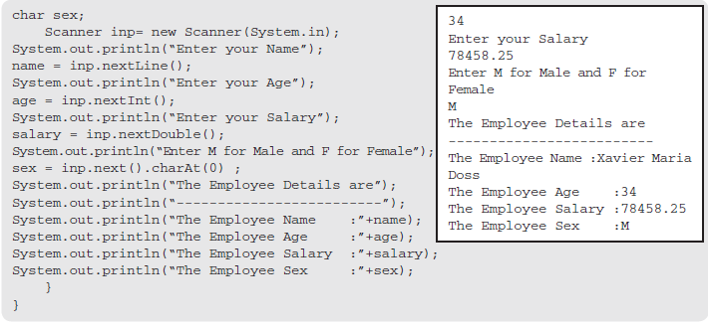 char sex;
Scanner inp= new Scanner(System.in);
System.out.println(“Enter your Name”);
name = inp.nextLine();
System.out.println(“Enter your Age”);
age = inp.nextInt();
System.out.println(“Enter your Salary”);
salary = inp.nextDouble();
System.out.println(“Enter M for Male and F for Female”);
sex = inp.next().charAt(0) ;
System.out.println(“The Employee Details are”);
System.out.println(“-------------------------”);
System.out.println(“The Employee Name    :”+name);
System.out.println(“The Employee Age     :”+age);
System.out.println(“The Employee Salary  :”+salary);
System.out.println(“The Employee Sex     :”+sex);
}
}
34
Enter your Salary
78458.25
Enter M for Male and F for
Female
M
The Employee Details are
-------------------------
The Employee Name :Xavier Maria
Doss
The Employee Age    :34
The Employee Salary :78458.25
The Employee Sex    :M